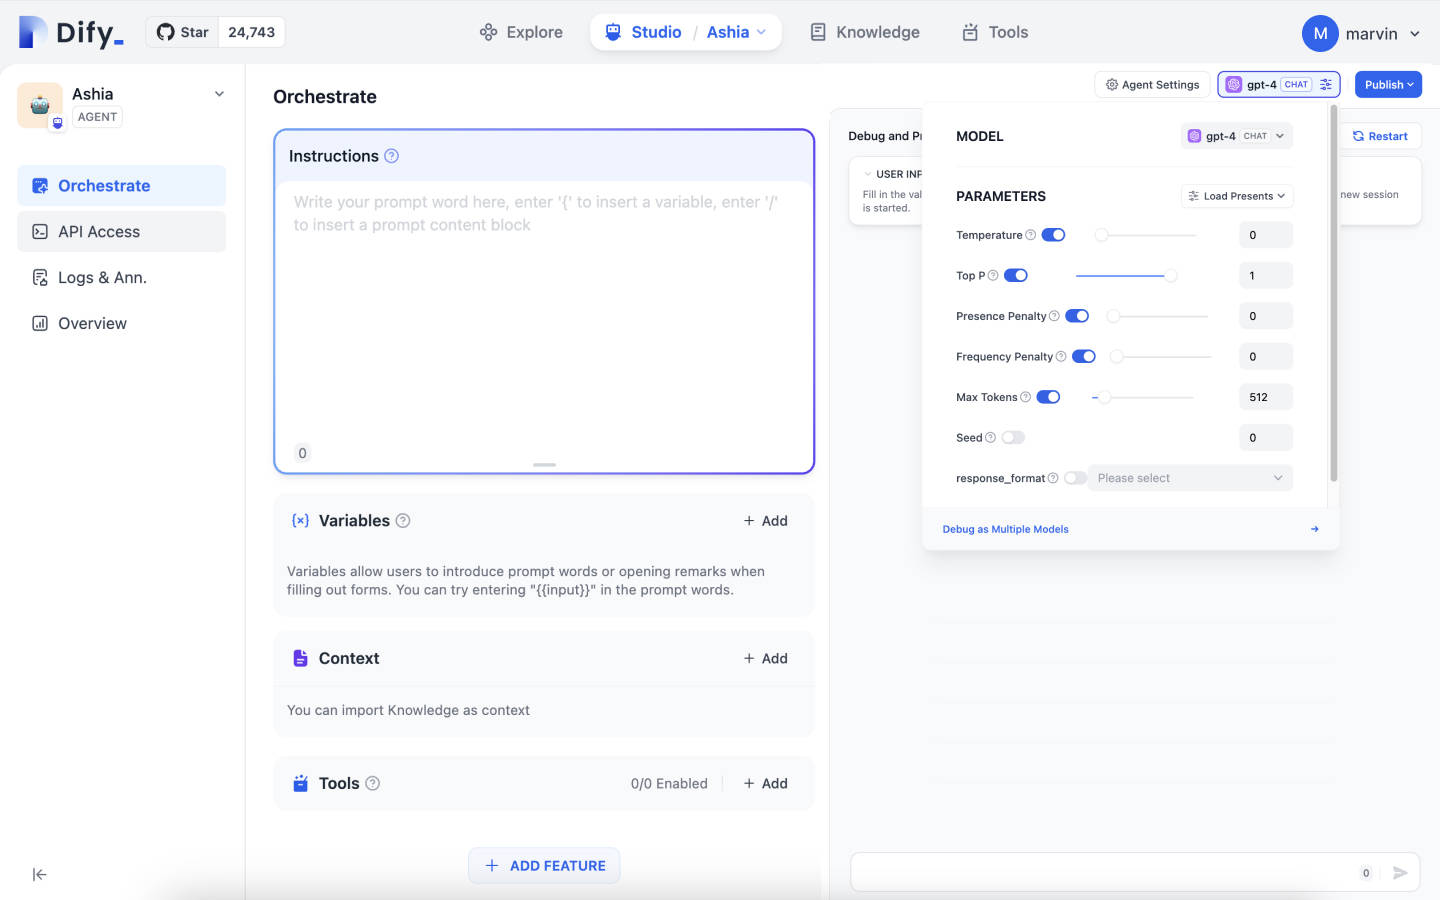 Dify_
Star 24,743
Explore
Studio / Ashia
Knowledge
Tools
M marvin
Ashia
AGENT
Orchestrate
API Access
Logs & Ann.
Overview
Orchestrate
Agent Settings
gpt-4 CHAT
Publish
Instructions
Write your prompt word here, enter '{' to insert a variable, enter '/'
to insert a prompt content block
0
{x} Variables
+ Add
Variables allow users to introduce prompt words or opening remarks when
filling out forms. You can try entering "{{input}}" in the prompt words.
Context
+ Add
You can import Knowledge as context
Tools
0/0 Enabled
+ Add
+ ADD FEATURE
Debug and Pr
Restart
USER INP
Fill in the val
new session
is started.
MODEL
gpt-4 CHAT
PARAMETERS
Load Presents
Temperature 0
Top P 1
Presence Penalty 0
Frequency Penalty 0
Max Tokens 512
Seed 0
response_format Please select
Debug as Multiple Models
0